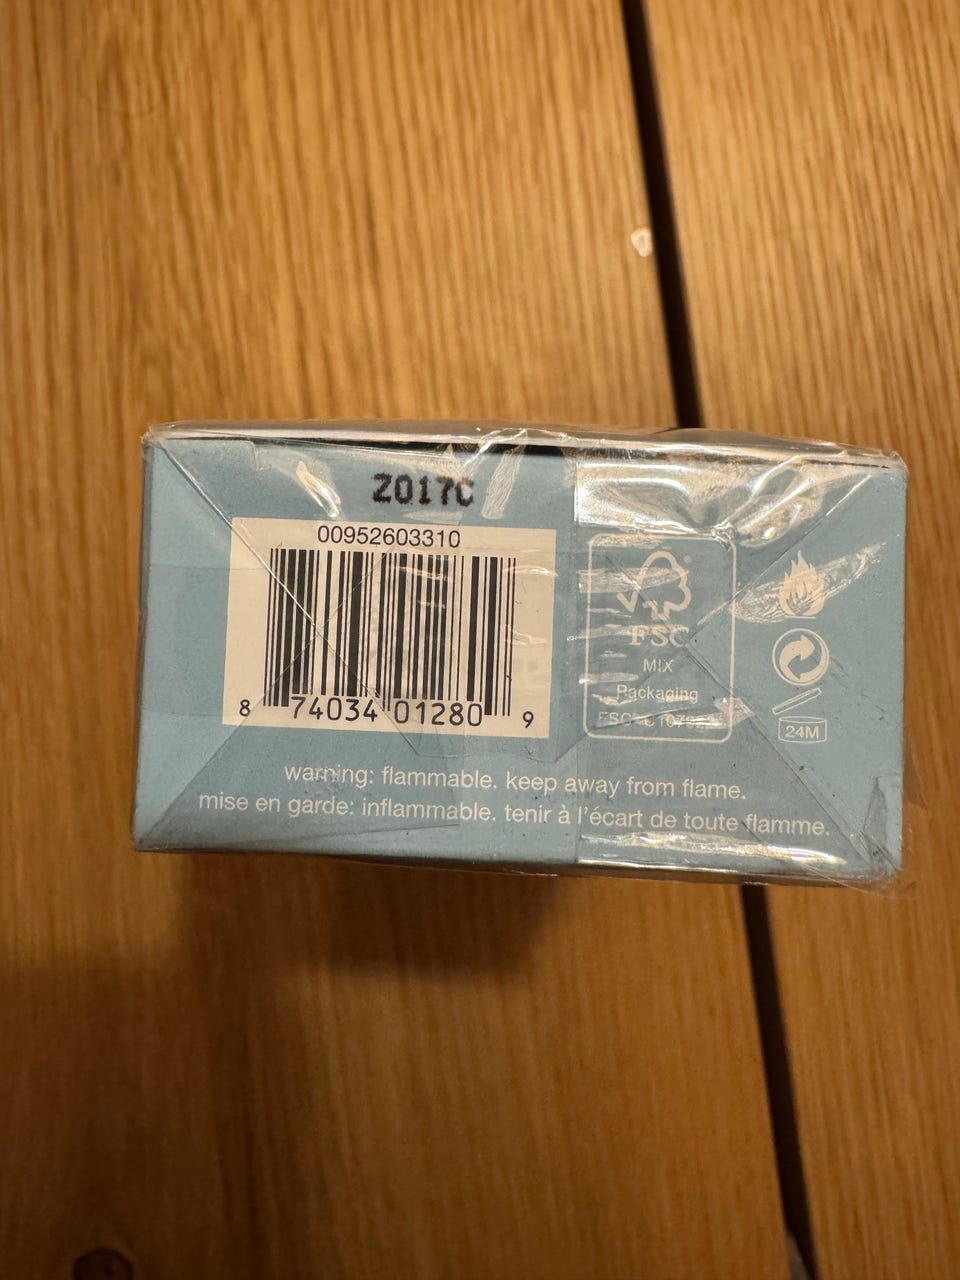 Z017C
00952603310
8 74034 01280 9
FSC
MIX
Packaging
24M
warning: flammable. keep away from flame.
mise en garde: inflammable. tenir à l'écart de toute flamme.